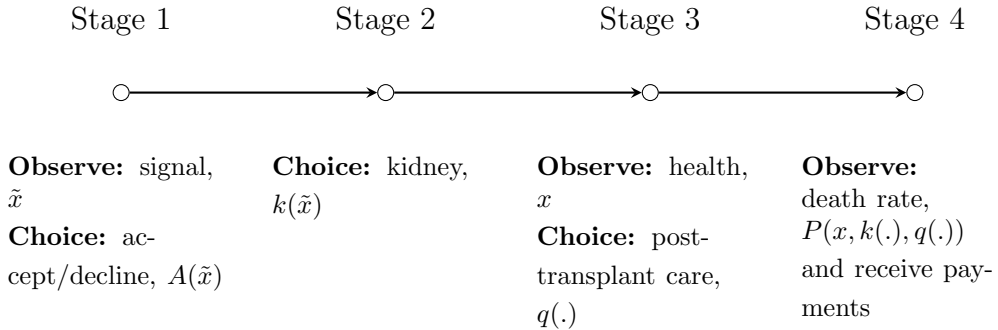 Stage 1
Stage 2
Stage 3
Stage 4
Observe: signal,
x̃
Choice: ac-
cept/decline, A(x̃)
Choice: kidney,
k(x̃)
Observe: health,
x
Choice: post-
transplant care,
q(.)
Observe:
death rate,
P(x, k(.), q(.))
and receive pay-
ments